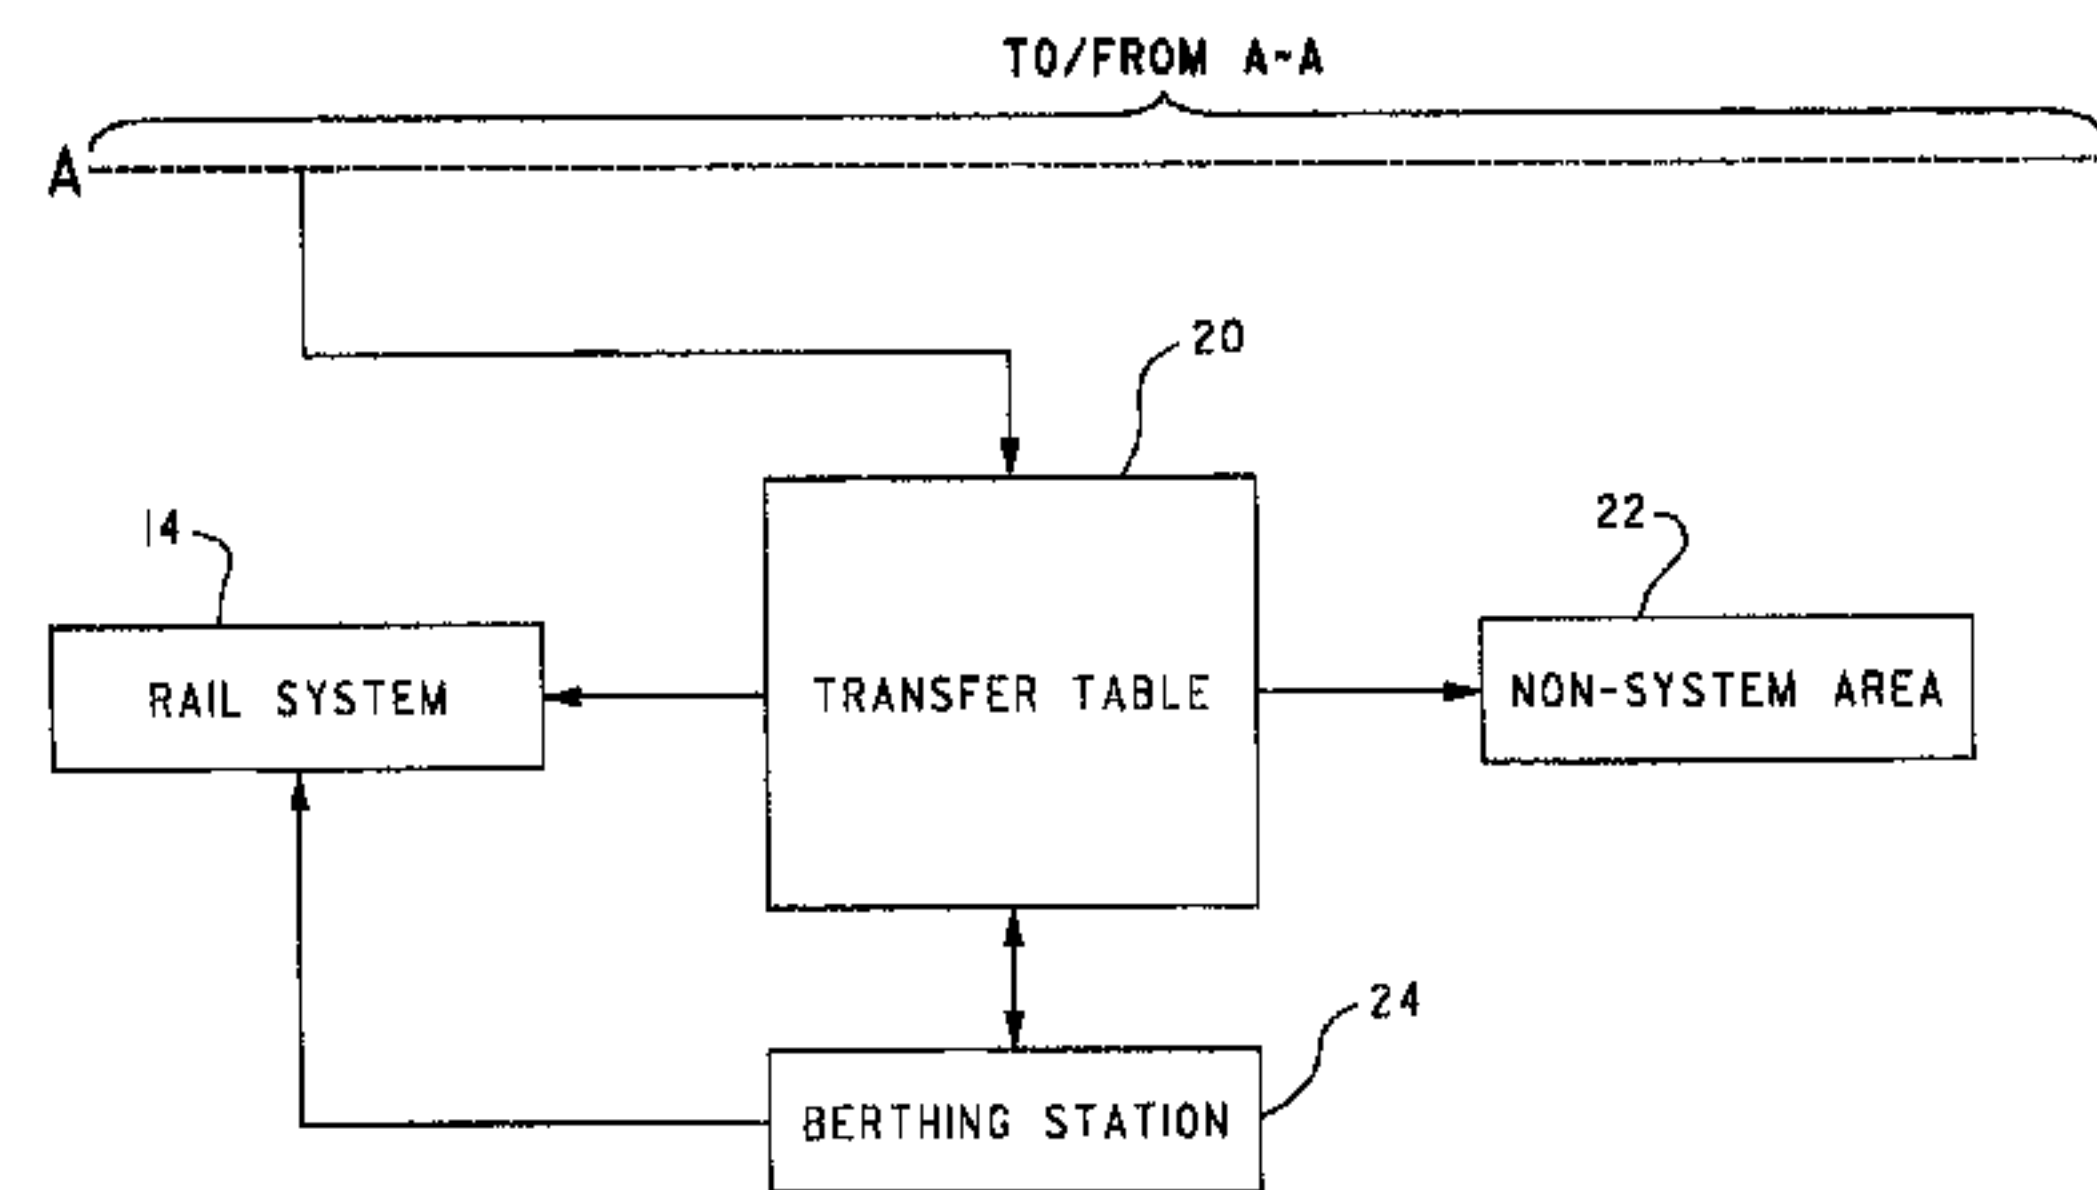 TO/FROM A-A
A
20
14
22
RAIL SYSTEM
TRANSFER TABLE
NON-SYSTEM AREA
24
BERTHING STATION